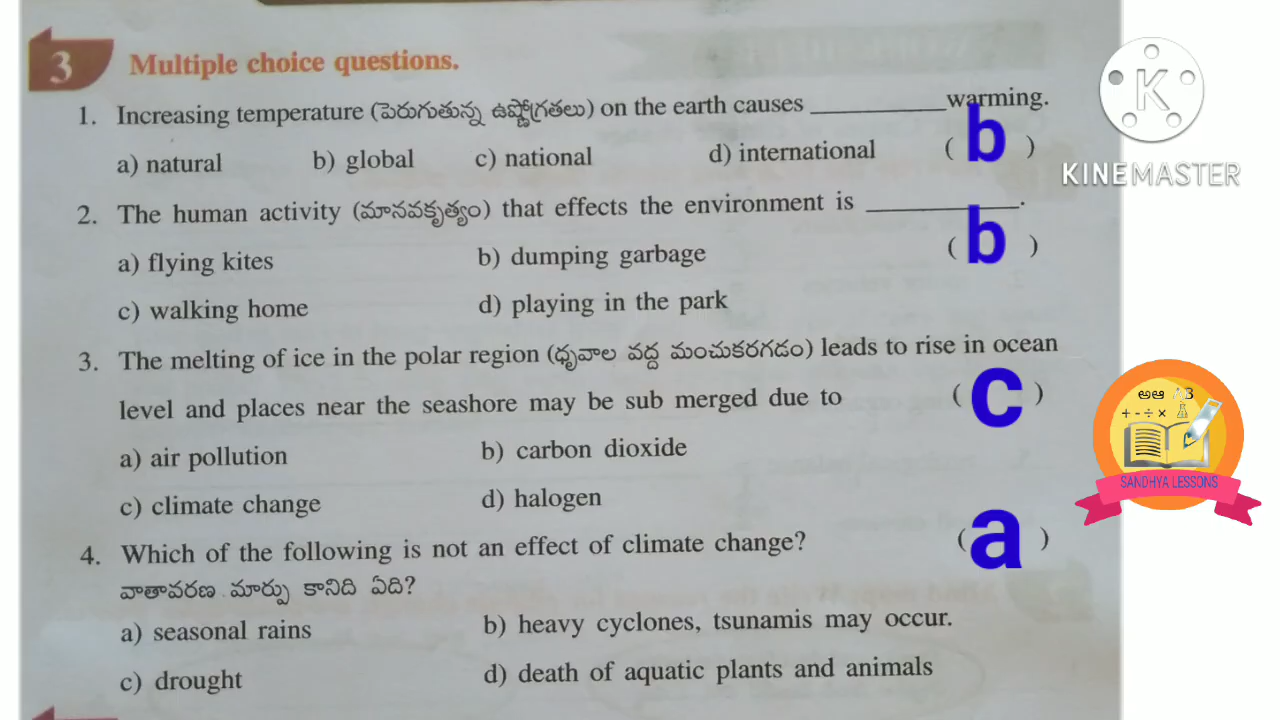 3 Multiple choice questions.
1. Increasing temperature (పెరుగుతున్న ఉష్ణోగ్రతలు) on the earth causes __________ warming.
a) natural b) global c) national d) international ( b )
2. The human activity (మానవకృత్యం) that effects the environment is ___________.
a) flying kites b) dumping garbage ( b )
c) walking home d) playing in the park
3. The melting of ice in the polar region (ధృవాల వద్ద మంచుకరగడం) leads to rise in ocean
level and places near the seashore may be sub merged due to ( c )
a) air pollution b) carbon dioxide
c) climate change d) halogen
4. Which of the following is not an effect of climate change? ( a )
వాతావరణ మార్పు కానిది ఏది?
a) seasonal rains b) heavy cyclones, tsunamis may occur.
c) drought d) death of aquatic plants and animals
K
KINEMASTER
అఆ A3
+ - ÷ ×
SANDHYA LESSONS